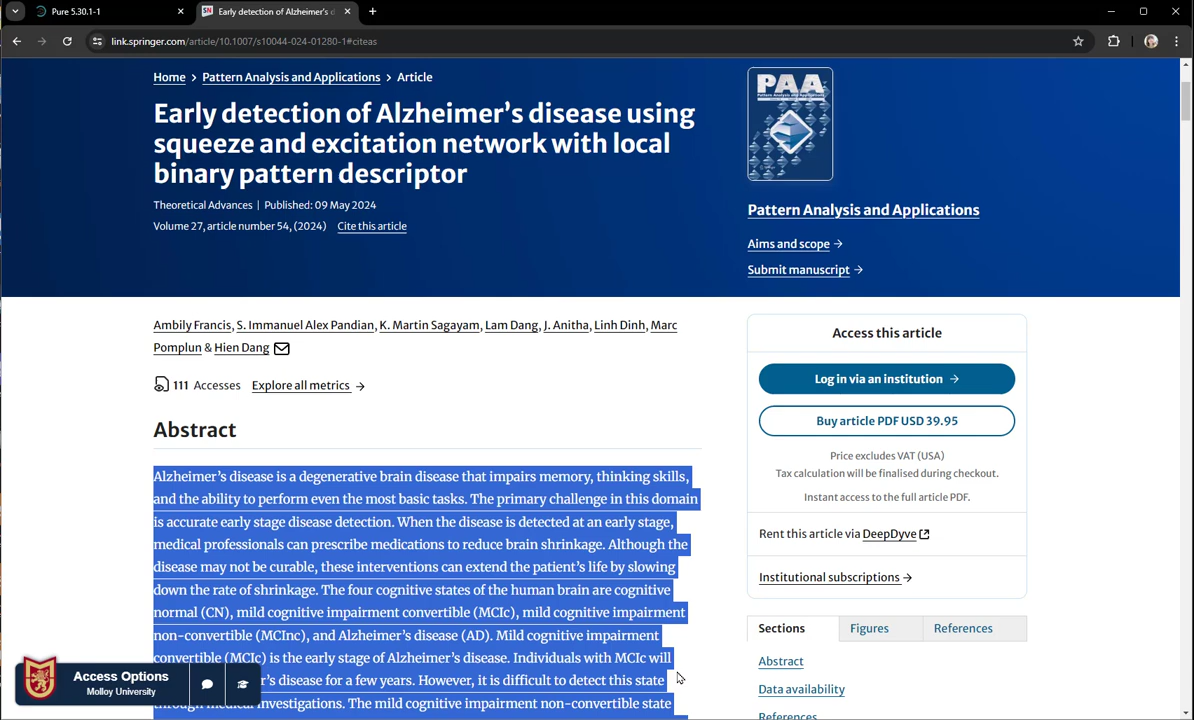 Pure 5.30.1-1
Early detection of Alzheimer's d
link.springer.com/article/10.1007/s10044-024-01280-1#citeas
Home > Pattern Analysis and Applications > Article
Early detection of Alzheimer's disease using
squeeze and excitation network with local
binary pattern descriptor
Theoretical Advances | Published: 09 May 2024
Volume 27, article number 54, (2024) Cite this article
PAA
Pattern Analysis and Applications
Aims and scope →
Submit manuscript →
Ambily Francis, S. Immanuel Alex Pandian, K. Martin Sagayam, Lam Dang, J. Anitha, Linh Dinh, Marc
Pomplun & Hien Dang
111 Accesses Explore all metrics →
Abstract
Alzheimer's disease is a degenerative brain disease that impairs memory, thinking skills,
and the ability to perform even the most basic tasks. The primary challenge in this domain
is accurate early stage disease detection. When the disease is detected at an early stage,
medical professionals can prescribe medications to reduce brain shrinkage. Although the
disease may not be curable, these interventions can extend the patient's life by slowing
down the rate of shrinkage. The four cognitive states of the human brain are cognitive
normal (CN), mild cognitive impairment convertible (MCIc), mild cognitive impairment
non-convertible (MCInc), and Alzheimer's disease (AD). Mild cognitive impairment
convertible (MCIc) is the early stage of Alzheimer's disease. Individuals with MCIc will
r's disease for a few years. However, it is difficult to detect this state
through medical investigations. The mild cognitive impairment non-convertible state
Access this article
Log in via an institution →
Buy article PDF USD 39.95
Price excludes VAT (USA)
Tax calculation will be finalised during checkout.
Instant access to the full article PDF.
Rent this article via DeepDyve
Institutional subscriptions →
Sections Figures References
Abstract
Data availability
References
Access Options
Molloy University